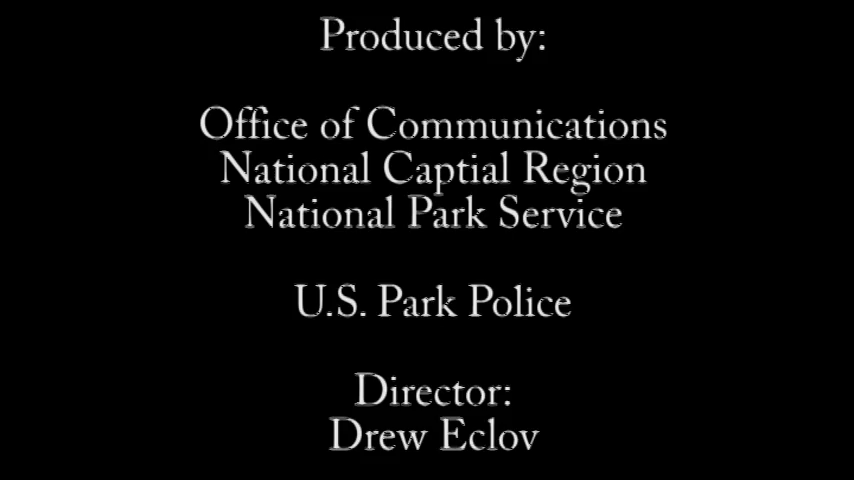 Produced by:
Office of Communications
National Captial Region
National Park Service
U.S. Park Police
Director:
Drew Eclov